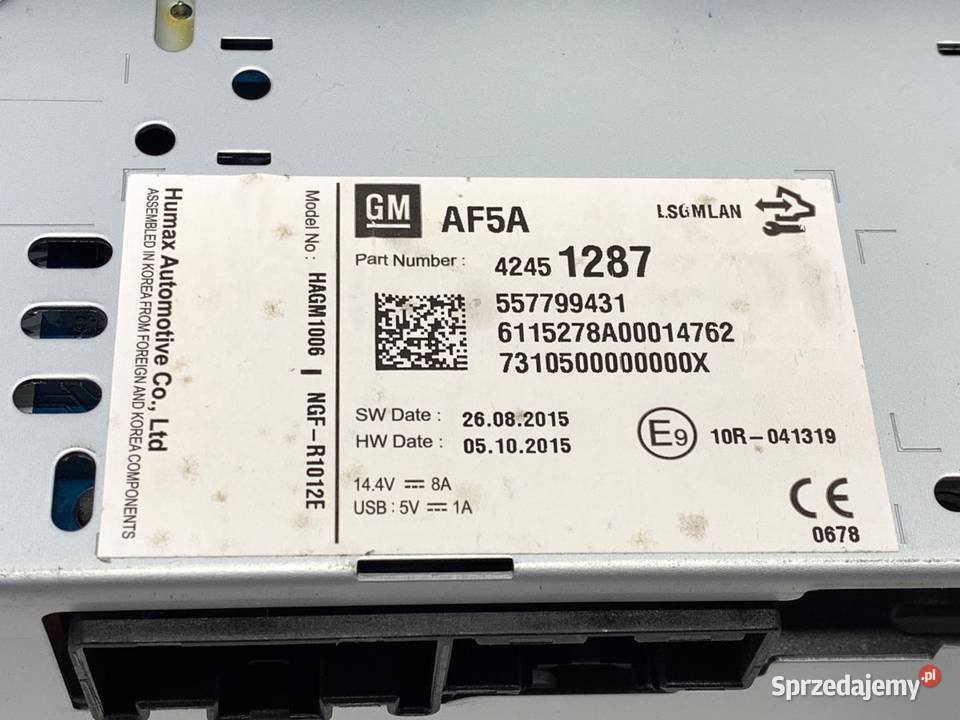 Humax Automotive Co., Ltd
ASSEMBLED IN KOREA FROM FOREIGN AND KOREA COMPONENTS
Model No : HAGM1006 | NGF-R1012E
GM AF5A LSGMLAN
Part Number : 4245 1287
557799431
6115278A00014762
7310500000000X
SW Date : 26.08.2015
HW Date : 05.10.2015
E9 10R-041319
14.4V ⎓ 8A
USB : 5V ⎓ 1A
CE
0678
Sprzedajemy.pl